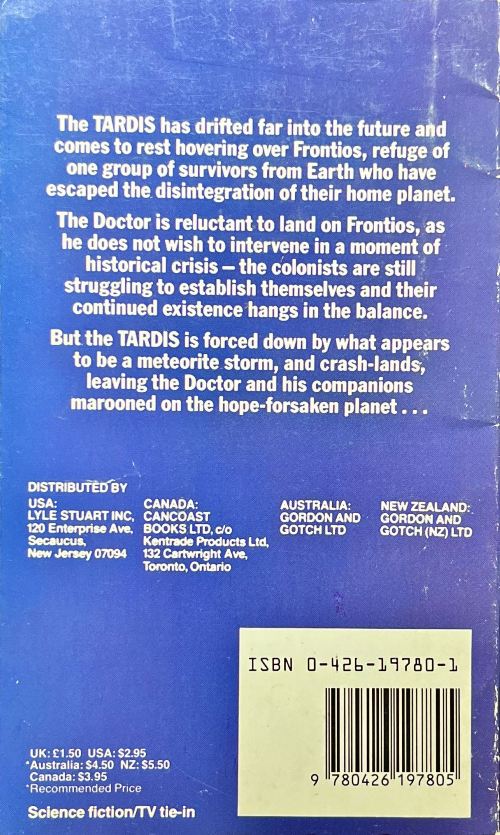 The TARDIS has drifted far into the future and
comes to rest hovering over Frontios, refuge of
one group of survivors from Earth who have
escaped the disintegration of their home planet.
The Doctor is reluctant to land on Frontios, as
he does not wish to intervene in a moment of
historical crisis – the colonists are still
struggling to establish themselves and their
continued existence hangs in the balance.
But the TARDIS is forced down by what appears
to be a meteorite storm, and crash-lands,
leaving the Doctor and his companions
marooned on the hope-forsaken planet . . .
DISTRIBUTED BY
USA:
LYLE STUART INC,
120 Enterprise Ave,
Secaucus,
New Jersey 07094
CANADA:
CANCOAST
BOOKS LTD, c/o
Kentrade Products Ltd,
132 Cartwright Ave,
Toronto, Ontario
AUSTRALIA:
GORDON AND
GOTCH LTD
NEW ZEALAND:
GORDON AND
GOTCH (NZ) LTD
ISBN 0-426-19780-1
9 780426 197805
UK: £1.50 USA: $2.95
*Australia: $4.50 NZ: $5.50
Canada: $3.95
*Recommended Price
Science fiction/TV tie-in